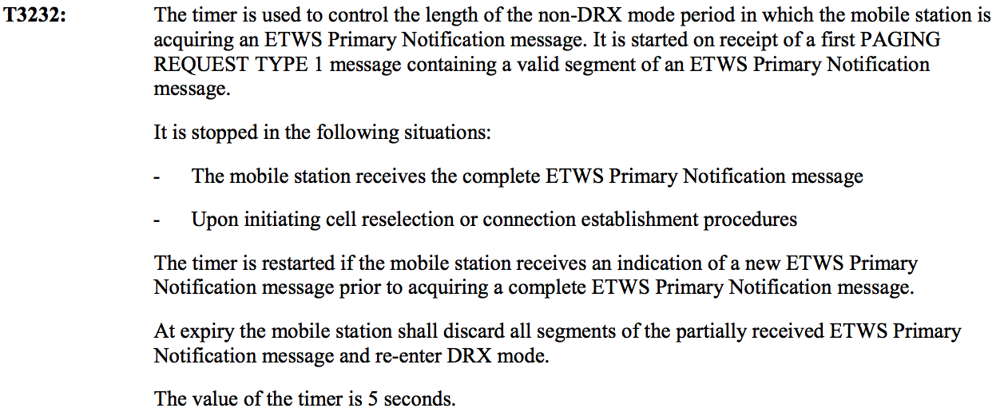 T3232: The timer is used to control the length of the non-DRX mode period in which the mobile station is
acquiring an ETWS Primary Notification message. It is started on receipt of a first PAGING
REQUEST TYPE 1 message containing a valid segment of an ETWS Primary Notification
message.
It is stopped in the following situations:
- The mobile station receives the complete ETWS Primary Notification message
- Upon initiating cell reselection or connection establishment procedures
The timer is restarted if the mobile station receives an indication of a new ETWS Primary
Notification message prior to acquiring a complete ETWS Primary Notification message.
At expiry the mobile station shall discard all segments of the partially received ETWS Primary
Notification message and re-enter DRX mode.
The value of the timer is 5 seconds.